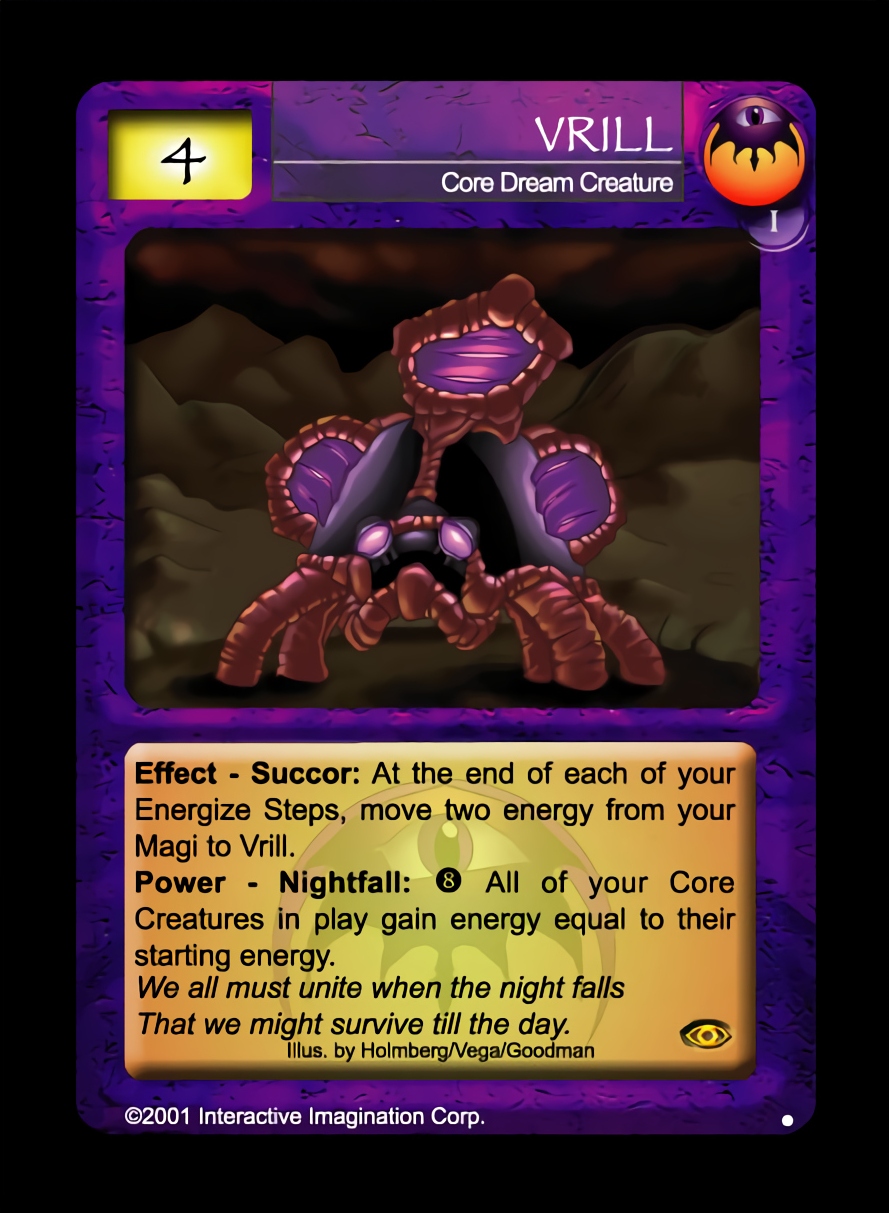 4
VRILL
Core Dream Creature
I
Effect - Succor: At the end of each of your
Energize Steps, move two energy from your
Magi to Vrill.
Power - Nightfall: ❽ All of your Core
Creatures in play gain energy equal to their
starting energy.
We all must unite when the night falls
That we might survive till the day.
Illus. by Holmberg/Vega/Goodman
©2001 Interactive Imagination Corp.